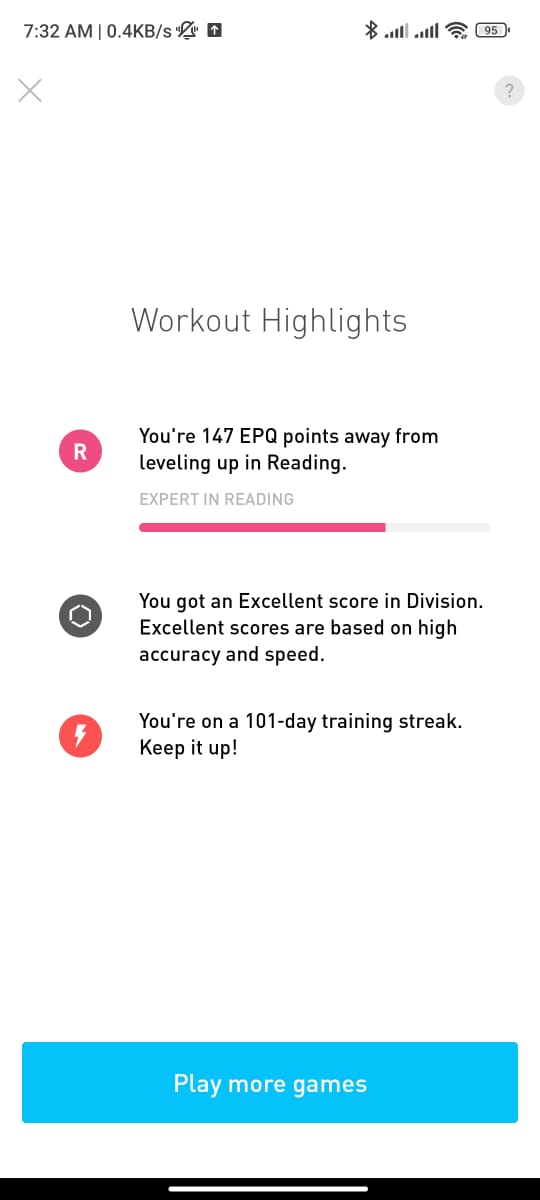 7:32 AM | 0.4KB/s
95
?
Workout Highlights
R
You're 147 EPQ points away from
leveling up in Reading.
EXPERT IN READING
You got an Excellent score in Division.
Excellent scores are based on high
accuracy and speed.
You're on a 101-day training streak.
Keep it up!
Play more games